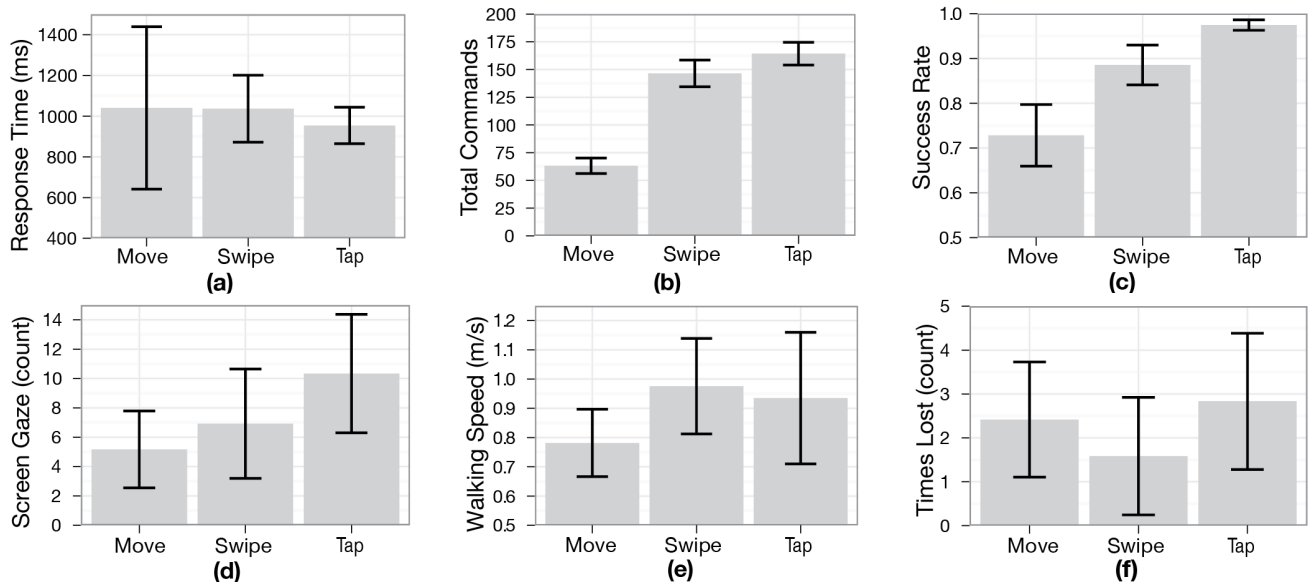 Response Time (ms)
1400
1200
1000
800
600
400
Move Swipe Tap
(a)
Total Commands
200
175
150
125
100
75
50
25
0
Move Swipe Tap
(b)
Success Rate
1.0
0.9
0.8
0.7
0.6
0.5
Move Swipe Tap
(c)
Screen Gaze (count)
14
12
10
8
6
4
2
0
Move Swipe Tap
(d)
Walking Speed (m/s)
1.2
1.1
1.0
0.9
0.8
0.7
0.6
0.5
Move Swipe Tap
(e)
Times Lost (count)
5
4
3
2
1
0
Move Swipe Tap
(f)